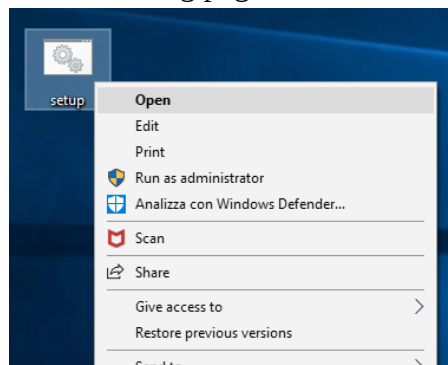 setup
Open
Edit
Print
Run as administrator
Analizza con Windows Defender...
Scan
Share
Give access to
Restore previous versions